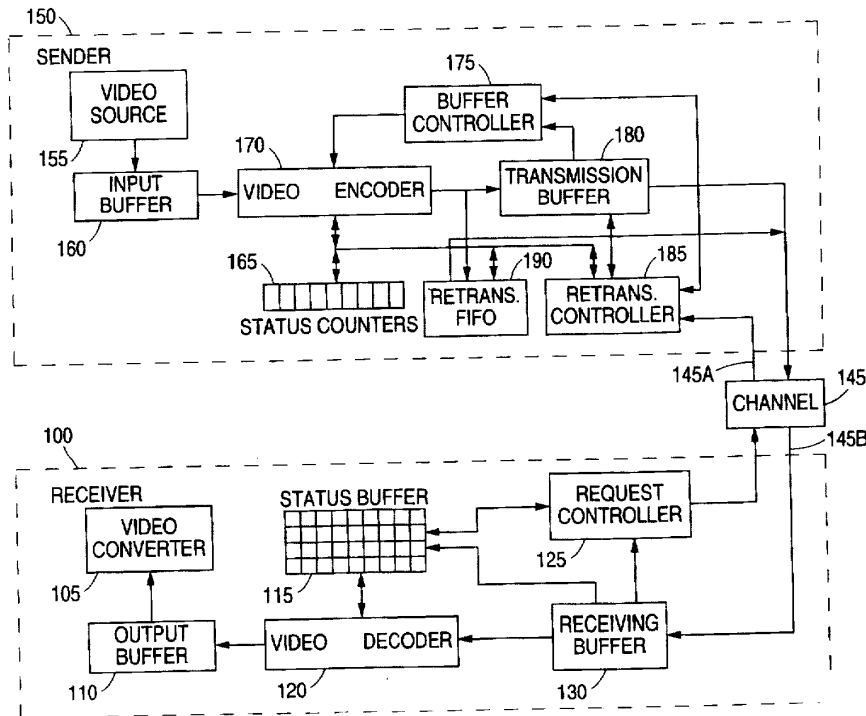 150
SENDER
VIDEO
SOURCE
155
INPUT
BUFFER
160
175
BUFFER
CONTROLLER
170
VIDEO ENCODER
180
TRANSMISSION
BUFFER
165
STATUS COUNTERS
190
RETRANS.
FIFO
185
RETRANS.
CONTROLLER
145A
CHANNEL
145
145B
100
RECEIVER
VIDEO
CONVERTER
105
STATUS BUFFER
115
REQUEST
CONTROLLER
125
OUTPUT
BUFFER
110
VIDEO DECODER
120
RECEIVING
BUFFER
130